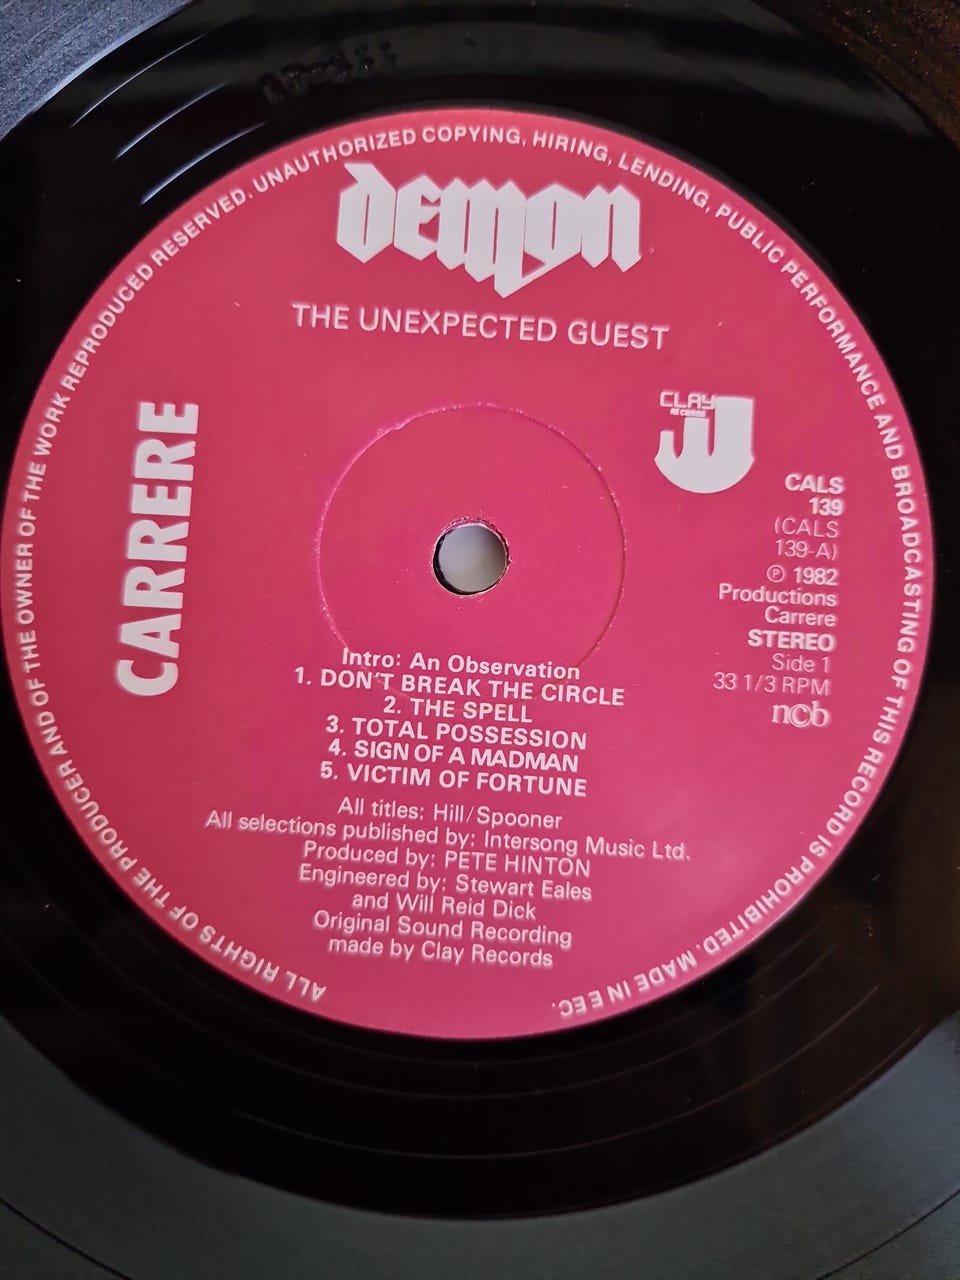 ALL RIGHTS OF THE PRODUCER AND OF THE OWNER OF THE WORK REPRODUCED RESERVED. UNAUTHORIZED COPYING, HIRING, LENDING, PUBLIC PERFORMANCE AND BROADCASTING OF THIS RECORD IS PROHIBITED. MADE IN EEC.
DEMON
THE UNEXPECTED GUEST
CARRERE
CLAY
RECORDS
CALS
139
(CALS
139-A)
℗ 1982
Productions
Carrere
STEREO
Side 1
33 1/3 RPM
ncb
Intro: An Observation
1. DON'T BREAK THE CIRCLE
2. THE SPELL
3. TOTAL POSSESSION
4. SIGN OF A MADMAN
5. VICTIM OF FORTUNE
All titles: Hill/Spooner
All selections published by: Intersong Music Ltd.
Produced by: PETE HINTON
Engineered by: Stewart Eales
and Will Reid Dick
Original Sound Recording
made by Clay Records